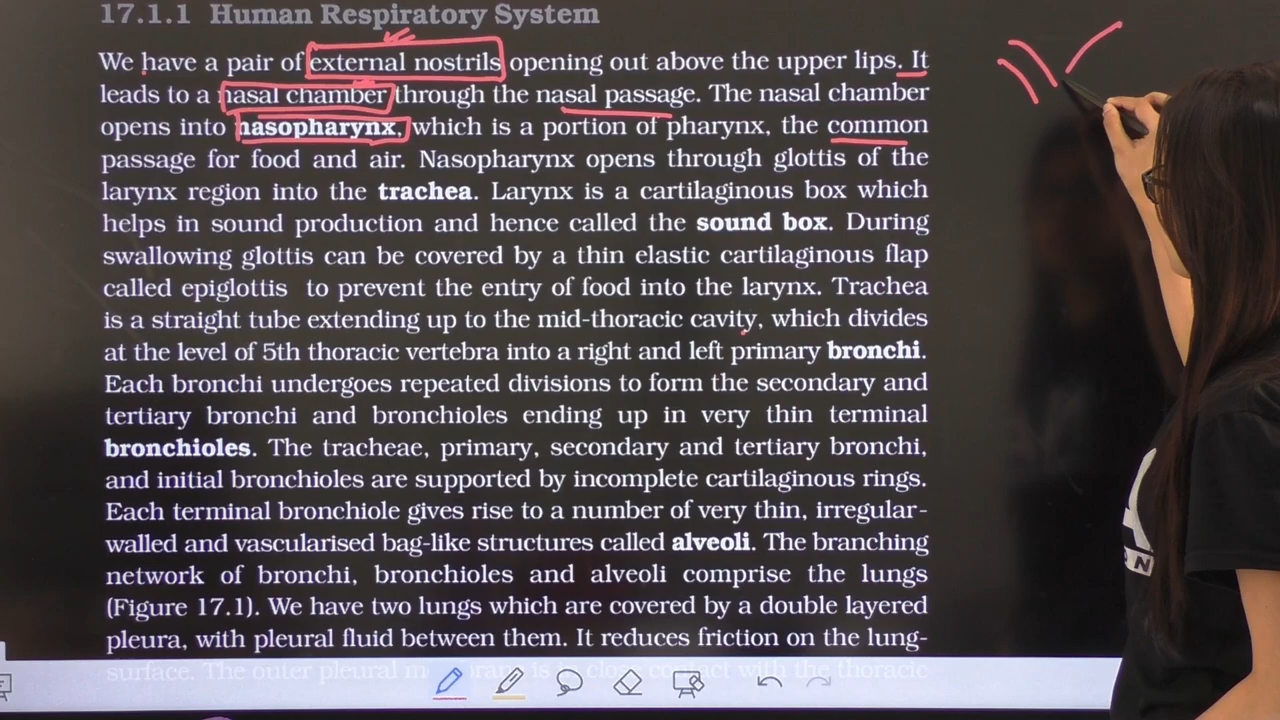 17.1.1 Human Respiratory System
We have a pair of external nostrils opening out above the upper lips. It
leads to a nasal chamber through the nasal passage. The nasal chamber
opens into nasopharynx, which is a portion of pharynx, the common
passage for food and air. Nasopharynx opens through glottis of the
larynx region into the trachea. Larynx is a cartilaginous box which
helps in sound production and hence called the sound box. During
swallowing glottis can be covered by a thin elastic cartilaginous flap
called epiglottis to prevent the entry of food into the larynx. Trachea
is a straight tube extending up to the mid-thoracic cavity, which divides
at the level of 5th thoracic vertebra into a right and left primary bronchi.
Each bronchi undergoes repeated divisions to form the secondary and
tertiary bronchi and bronchioles ending up in very thin terminal
bronchioles. The tracheae, primary, secondary and tertiary bronchi,
and initial bronchioles are supported by incomplete cartilaginous rings.
Each terminal bronchiole gives rise to a number of very thin, irregular-
walled and vascularised bag-like structures called alveoli. The branching
network of bronchi, bronchioles and alveoli comprise the lungs
(Figure 17.1). We have two lungs which are covered by a double layered
pleura, with pleural fluid between them. It reduces friction on the lung-
surface. The outer pleural is in close contact with the thoracic